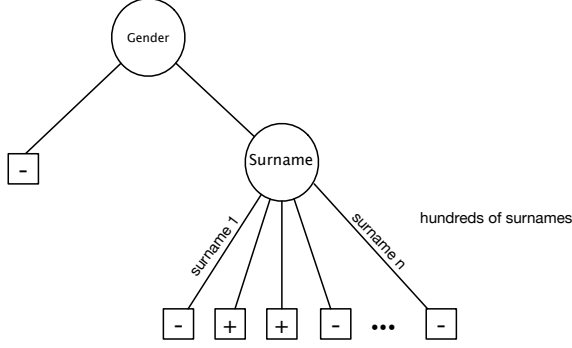 Gender
-
Surname
hundreds of surnames
surname 1
surname n
- + + - ••• -